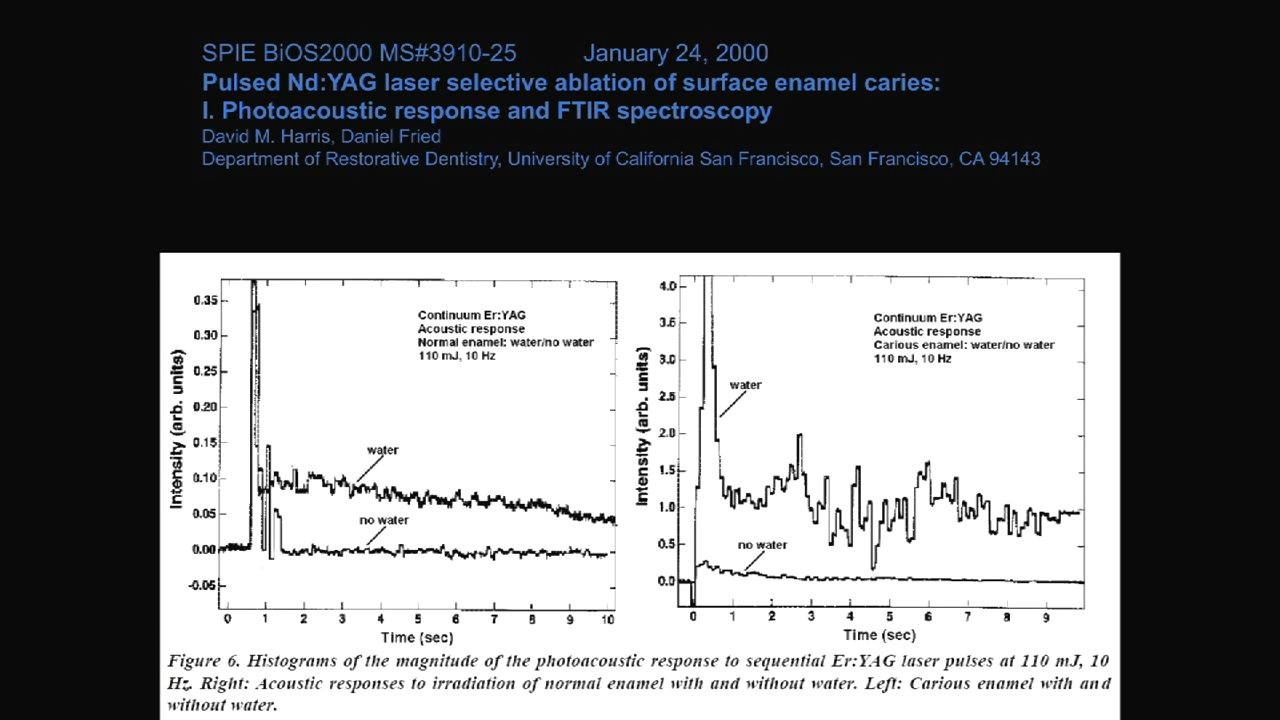 SPIE BiOS2000 MS#3910-25 January 24, 2000
Pulsed Nd:YAG laser selective ablation of surface enamel caries:
I. Photoacoustic response and FTIR spectroscopy
David M. Harris, Daniel Fried
Department of Restorative Dentistry, University of California San Francisco, San Francisco, CA 94143
Intensity (arb. units)
0.35
0.30
0.25
0.20
0.15
0.10
0.05
0.00
-0.05
Continuum Er:YAG
Acoustic response
Normal enamel: water/no water
110 mJ, 10 Hz
water
no water
0 1 2 3 4 5 6 7 8 9 10
Time (sec)
Intensity (arb. units)
4.0
3.5
3.0
2.5
2.0
1.5
1.0
0.5
0.0
Continuum Er:YAG
Acoustic response
Carious enamel: water/no water
110 mJ, 10 Hz
water
no water
0 1 2 3 4 5 6 7 8 9
Time (sec)
Figure 6. Histograms of the magnitude of the photoacoustic response to sequential Er:YAG laser pulses at 110 mJ, 10
Hz. Right: Acoustic responses to irradiation of normal enamel with and without water. Left: Carious enamel with and
without water.